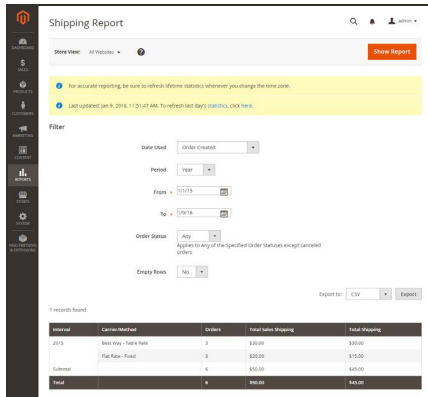 Shipping Report
admin
DASHBOARD
SALES
PRODUCTS
CUSTOMERS
MARKETING
CONTENT
REPORTS
STORES
SYSTEM
FIND PARTNERS
& EXTENSIONS
Store View: All Websites
Show Report
For accurate reporting, be sure to refresh lifetime statistics whenever you change the time zone.
Last updated: Jan 9, 2016, 11:51:47 AM. To refresh last day's statistics, click here.
Filter
Date Used Order Created
Period Year
From * 1/1/15
To * 1/9/16
Order Status Any
Applies to Any of the Specified Order Statuses except canceled
orders
Empty Rows No
Export to: CSV Export
1 records found
Interval Carrier/Method Orders Total Sales Shipping Total Shipping
2015 Best Way - Table Rate 3 $30.00 $30.00
Flat Rate - Fixed 3 $20.00 $15.00
Subtotal 6 $50.00 $45.00
Total 6 $50.00 $45.00